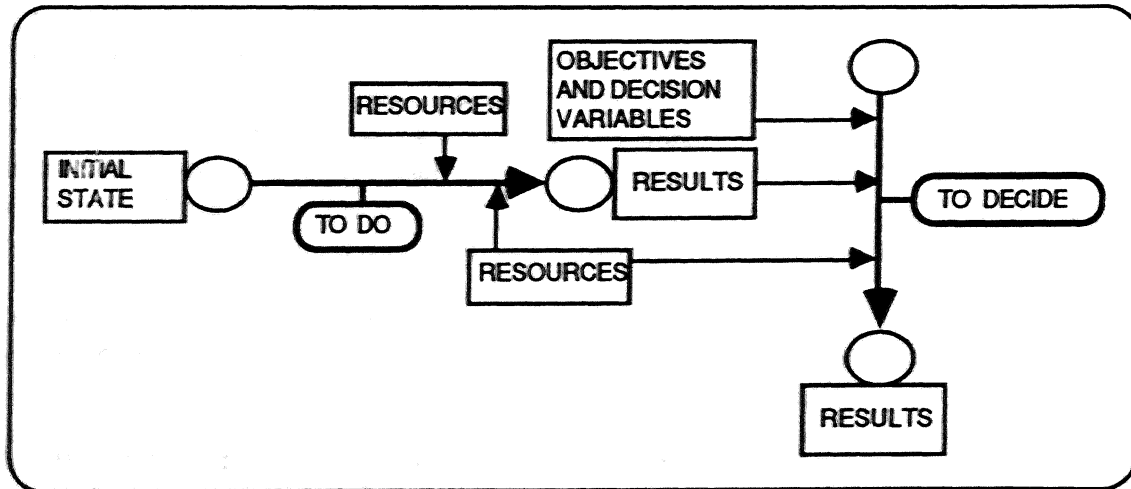 OBJECTIVES
AND DECISION
VARIABLES
RESOURCES
INITIAL
STATE
RESULTS
TO DECIDE
TO DO
RESOURCES
RESULTS